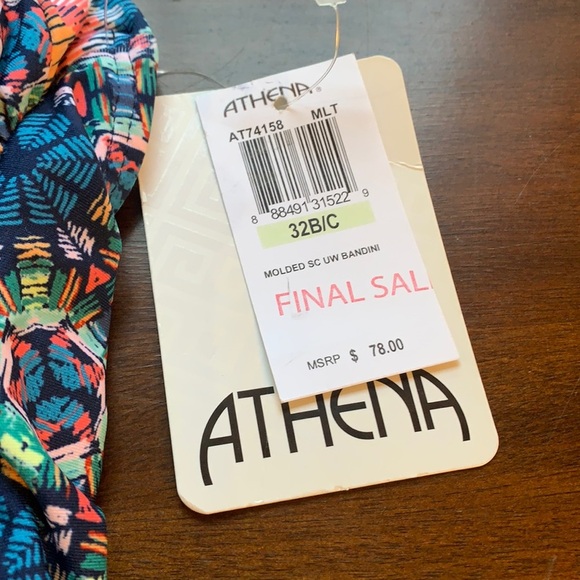 ATHENA®
AT74158 MLT
8 88491 31522 9
32B/C
MOLDED SC UW BANDINI
FINAL SAL
MSRP $ 78.00
ATHENA